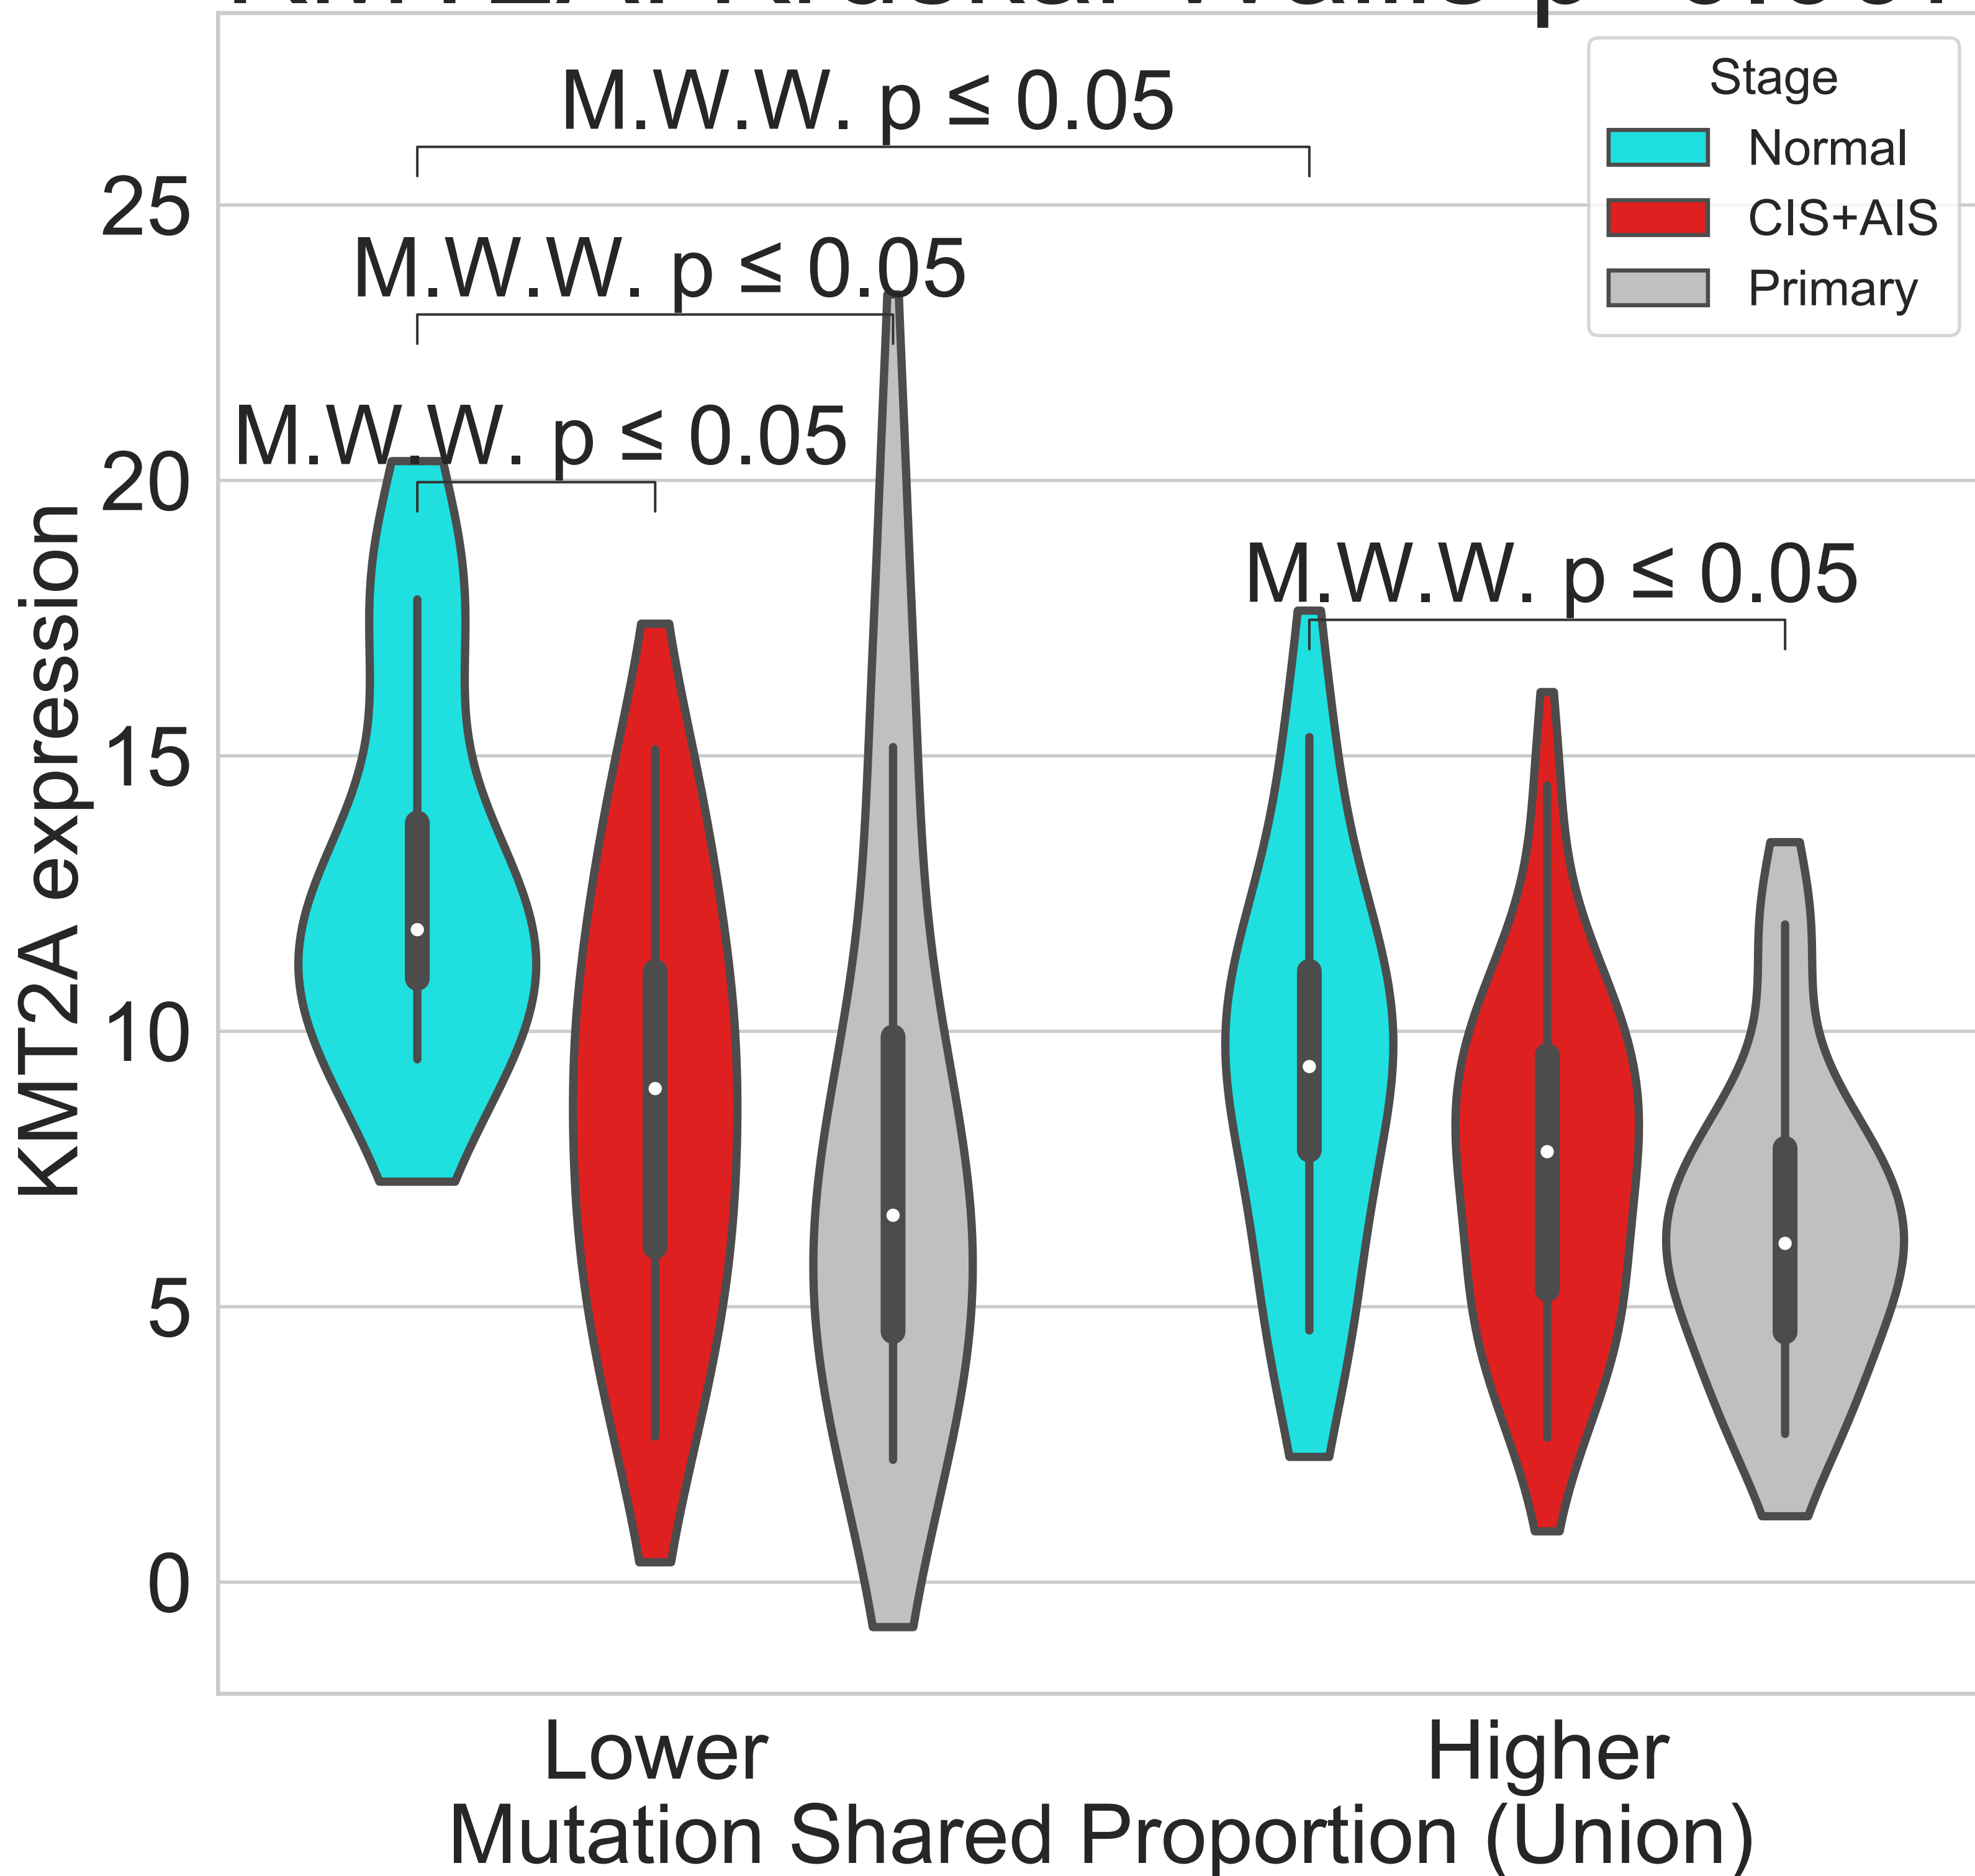 M.W.W. p ≤ 0.05
Stage
Normal
CIS+AIS
Primary
M.W.W. p ≤ 0.05
M.W.W. p ≤ 0.05
M.W.W. p ≤ 0.05
25
20
15
10
5
0
KMT2A expression
Lower
Higher
Mutation Shared Proportion (Union)